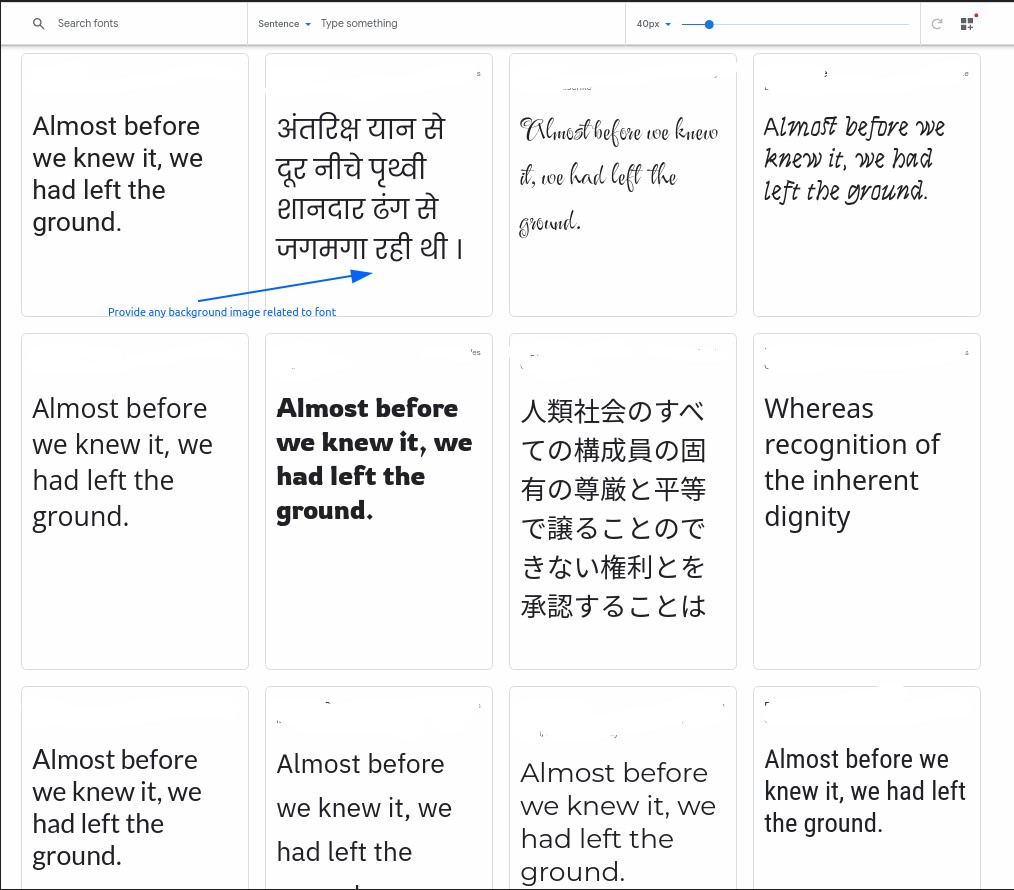 Search fonts
Sentence
Type something
40px
Almost before
we knew it, we
had left the
ground.
अंतरिक्ष यान से
दूर नीचे पृथ्वी
शानदार ढंग से
जगमगा रही थी ।
Almost before we knew
it, we had left the
ground.
Almost before we
knew it, we had
left the ground.
Provide any background image related to font
Almost before
we knew it, we
had left the
ground.
Almost before
we knew it, we
had left the
ground.
人類社会のすべ
ての構成員の固
有の尊厳と平等
で譲ることので
きない権利とを
承認することは
Whereas
recognition of
the inherent
dignity
Almost before
we knew it, we
had left the
ground.
Almost before
we knew it, we
had left the
Almost before
we knew it, we
had left the
ground.
Almost before we
knew it, we had left
the ground.